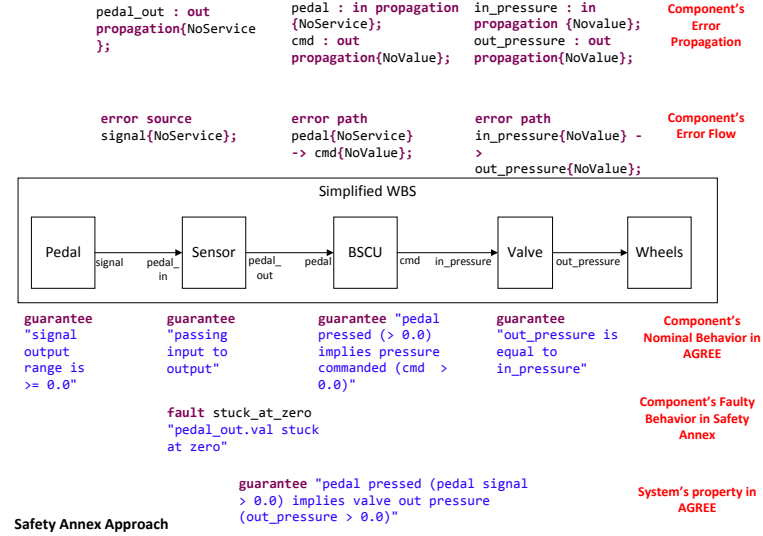 pedal_out : out
propagation{NoService
};
pedal : in propagation
{NoService};
cmd : out
propagation{NoValue};
in_pressure : in
propagation {Novalue};
out_pressure : out
propagation{NoValue};
Component's
Error
Propagation
error source
signal{NoService};
error path
pedal{NoService}
-> cmd{NoValue};
error path
in_pressure{NoValue} -
>
out_pressure{NoValue};
Component's
Error Flow
Simplified WBS
Pedal
signal
pedal_
in
Sensor
pedal_
out
pedal
BSCU
cmd
in_pressure
Valve
out_pressure
Wheels
guarantee
"signal
output
range is
>= 0.0"
guarantee
"passing
input to
output"
guarantee "pedal
pressed (> 0.0)
implies pressure
commanded (cmd >
0.0)"
guarantee
"out_pressure is
equal to
in_pressure"
Component's
Nominal Behavior in
AGREE
fault stuck_at_zero
"pedal_out.val stuck
at zero"
Component's Faulty
Behavior in Safety
Annex
guarantee "pedal pressed (pedal signal
> 0.0) implies valve out pressure
(out_pressure > 0.0)"
System's property in
AGREE
Safety Annex Approach